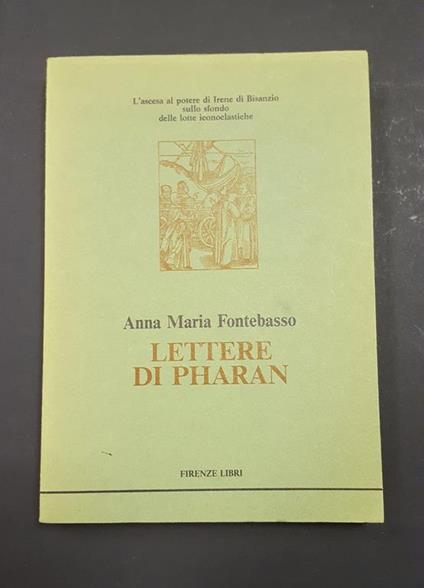 L'ascesa al potere di Irene di Bisanzio
sullo sfondo
delle lotte iconoclastiche
Anna Maria Fontebasso
LETTERE
DI PHARAN
FIRENZE LIBRI